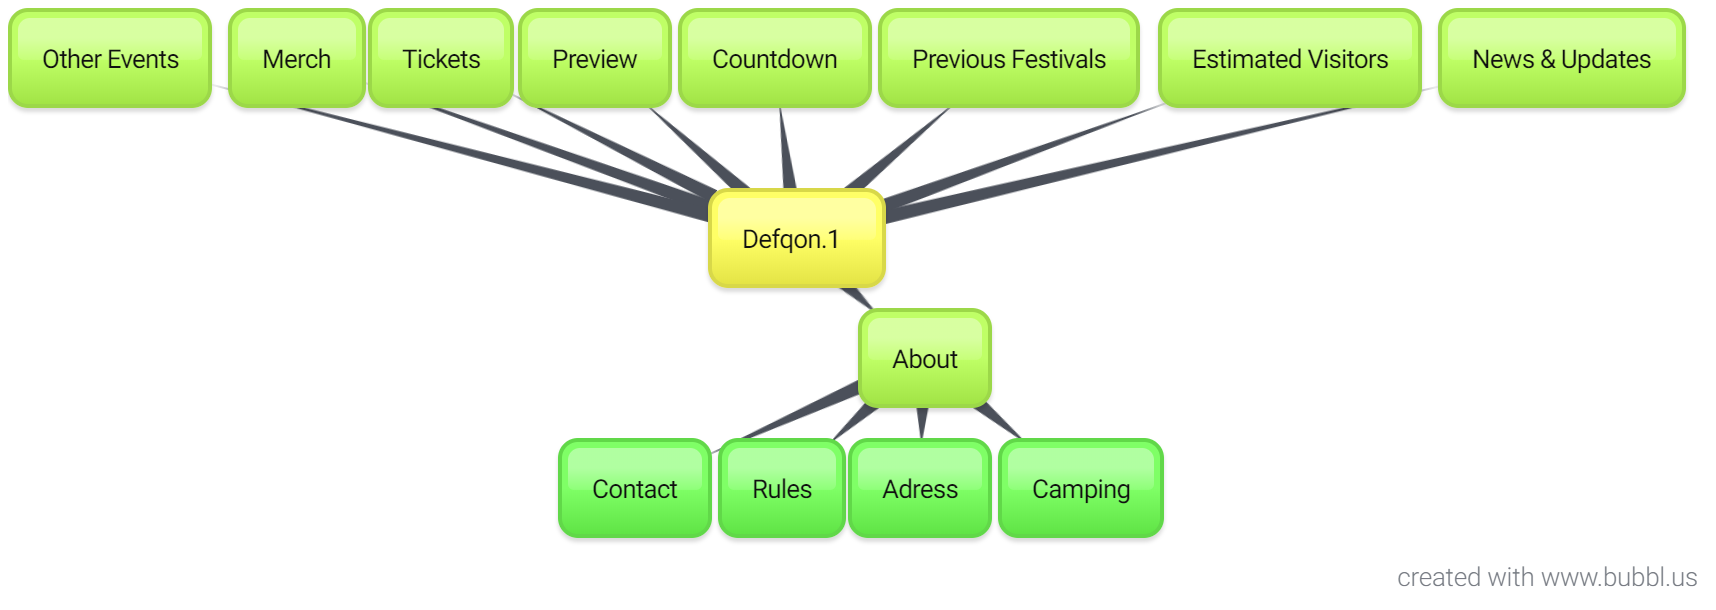 Other Events
Merch
Tickets
Preview
Countdown
Previous Festivals
Estimated Visitors
News & Updates
Defqon.1
About
Contact
Rules
Adress
Camping
created with www.bubbl.us